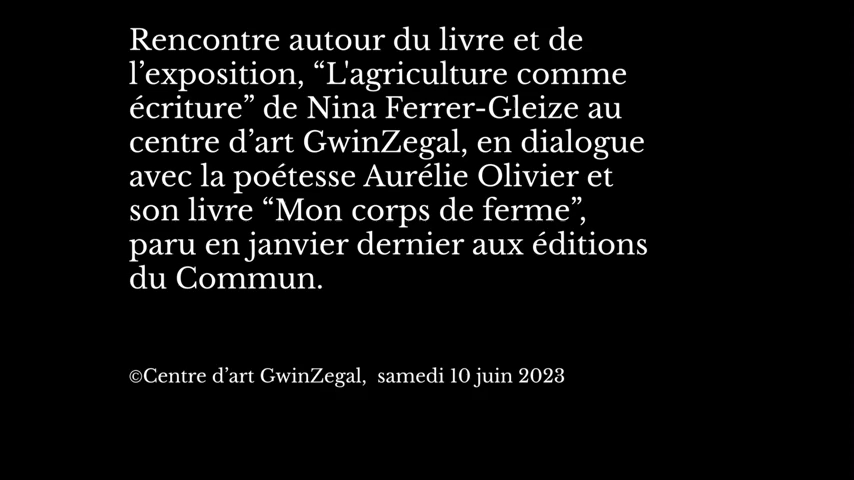 Rencontre autour du livre et de
l’exposition, “L'agriculture comme
écriture” de Nina Ferrer-Gleize au
centre d’art GwinZegal, en dialogue
avec la poétesse Aurélie Olivier et
son livre “Mon corps de ferme”,
paru en janvier dernier aux éditions
du Commun.
©Centre d’art GwinZegal,  samedi 10 juin 2023